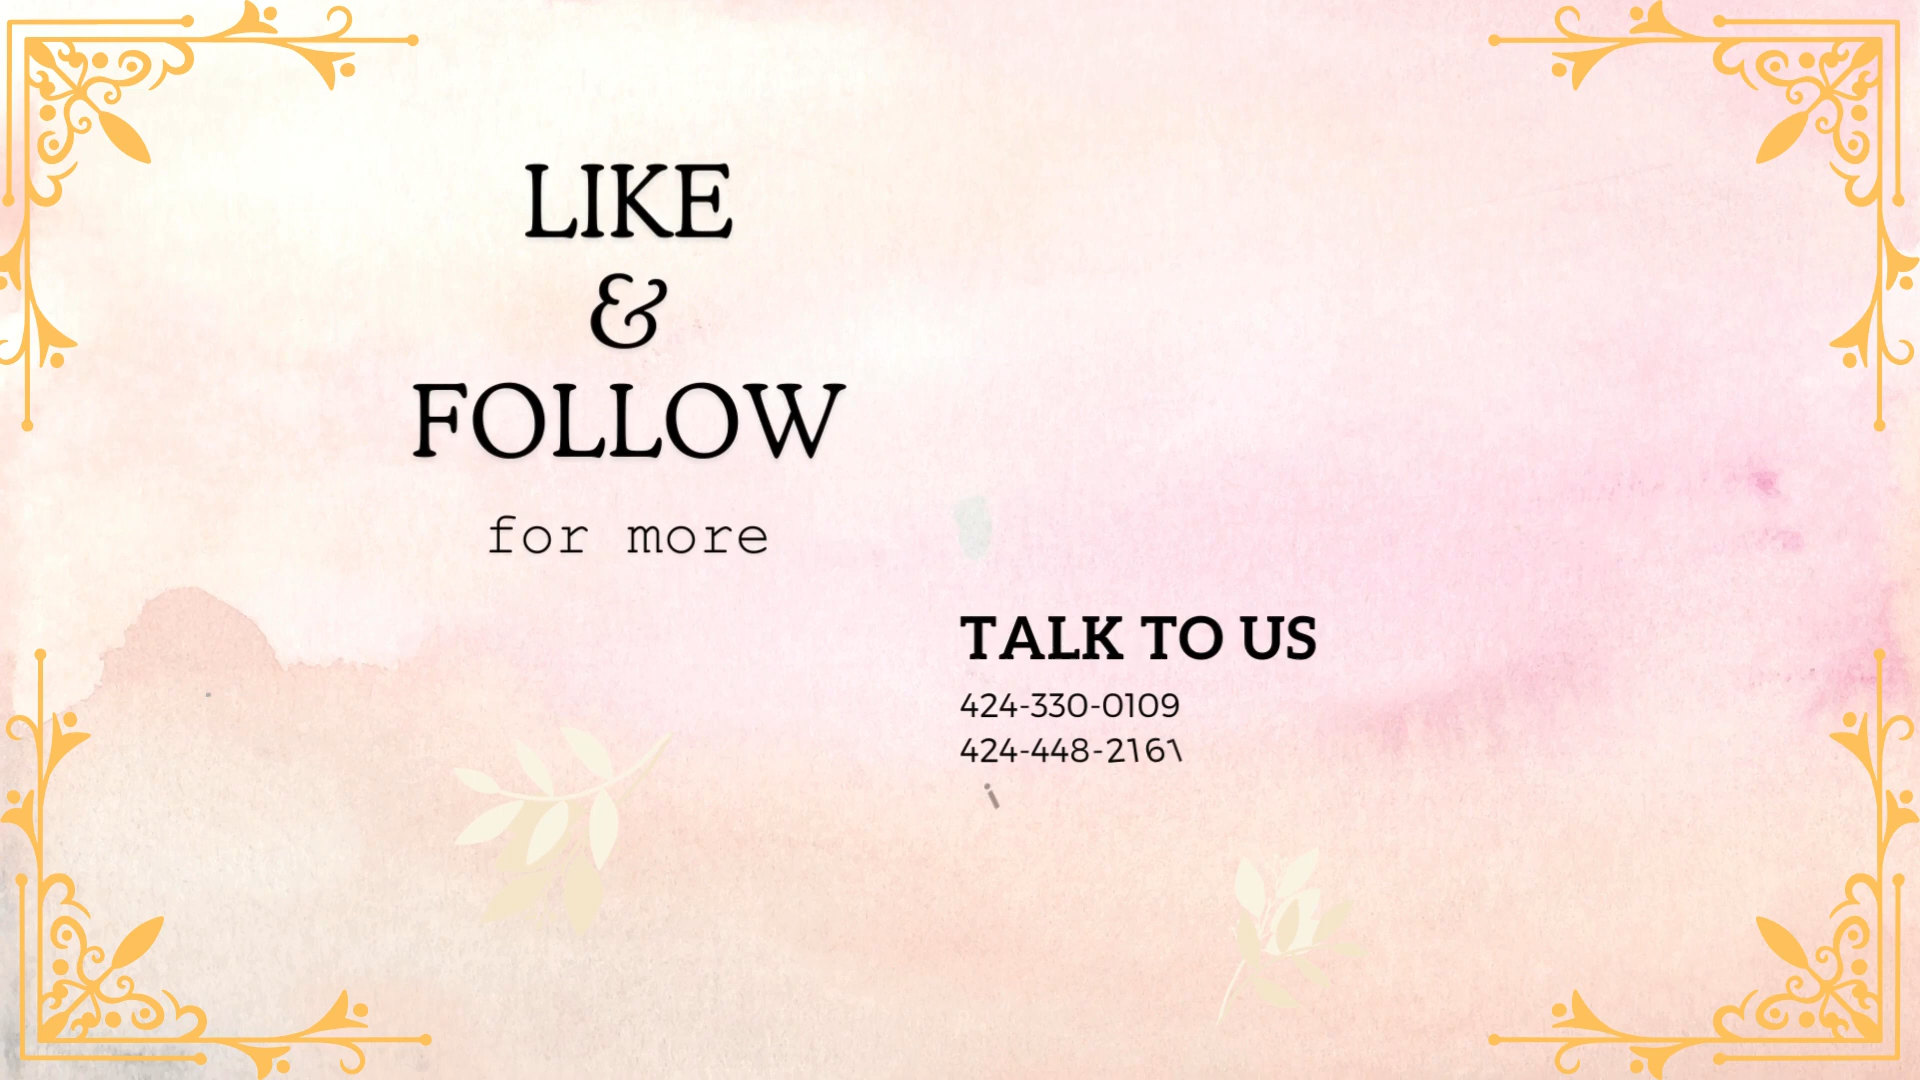 LIKE
&
FOLLOW
for more
TALK TO US
424-330-0109
424-448-2161
i